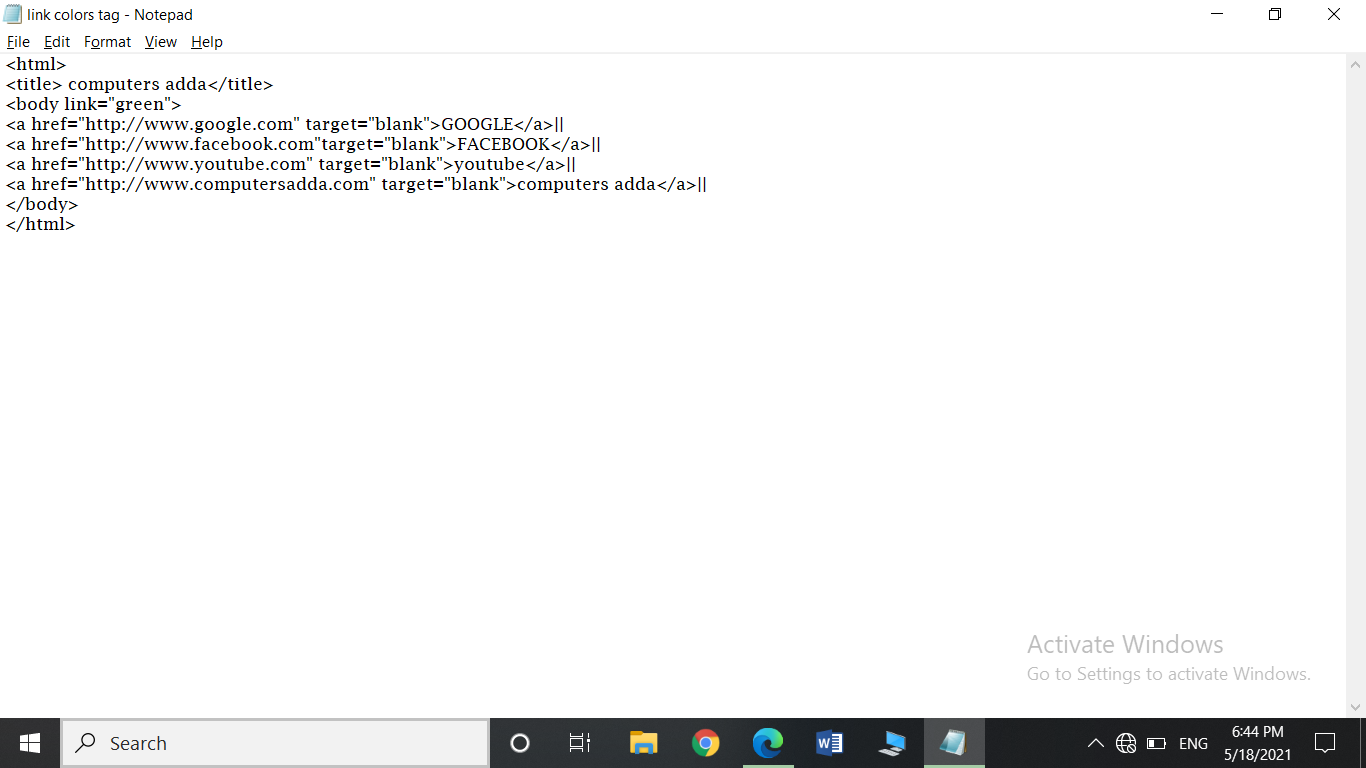 link colors tag - Notepad
File Edit Format View Help
<html>
<title> computers adda</title>
<body link="green">
<a href="http://www.google.com" target="blank">GOOGLE</a>||
<a href="http://www.facebook.com"target="blank">FACEBOOK</a>||
<a href="http://www.youtube.com" target="blank">youtube</a>||
<a href="http://www.computersadda.com" target="blank">computers adda</a>||
</body>
</html>
Activate Windows
Go to Settings to activate Windows.
Search
ENG
6:44 PM
5/18/2021